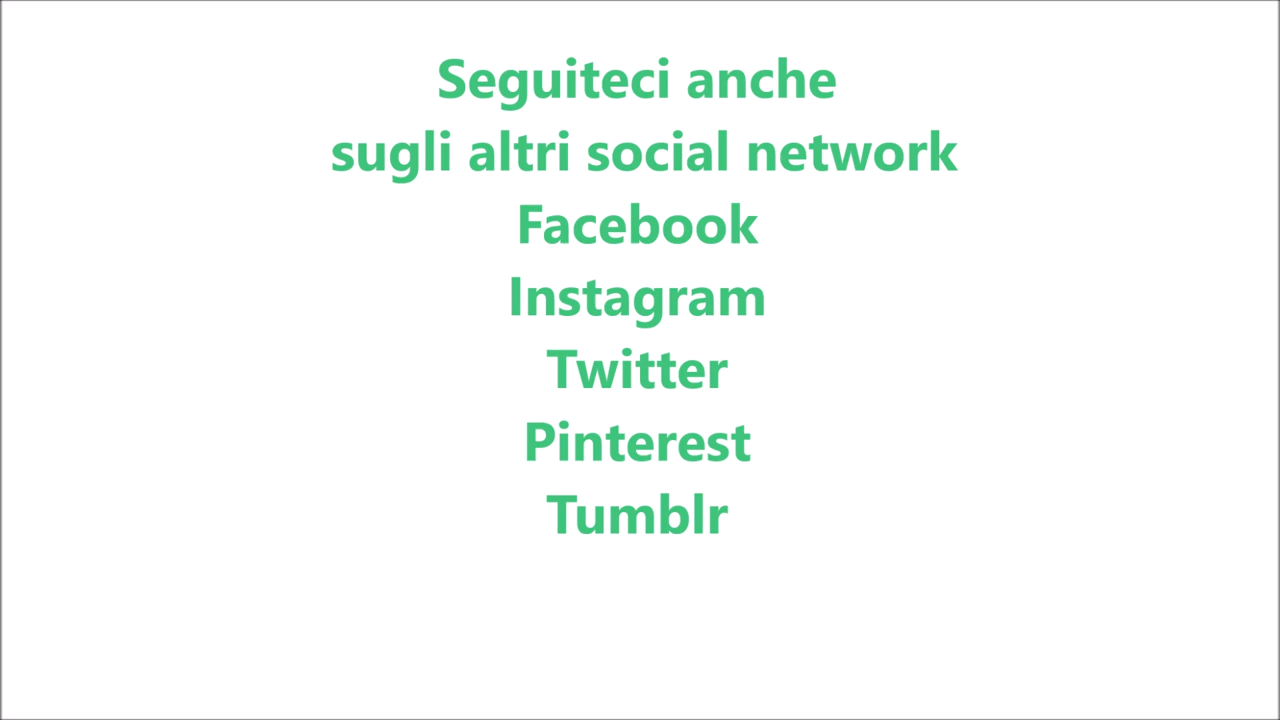 Seguiteci anche
sugli altri social network
Facebook
Instagram
Twitter
Pinterest
Tumblr